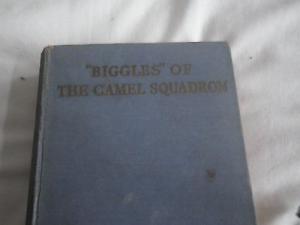 "BIGGLES" OF
THE CAMEL SQUADRON